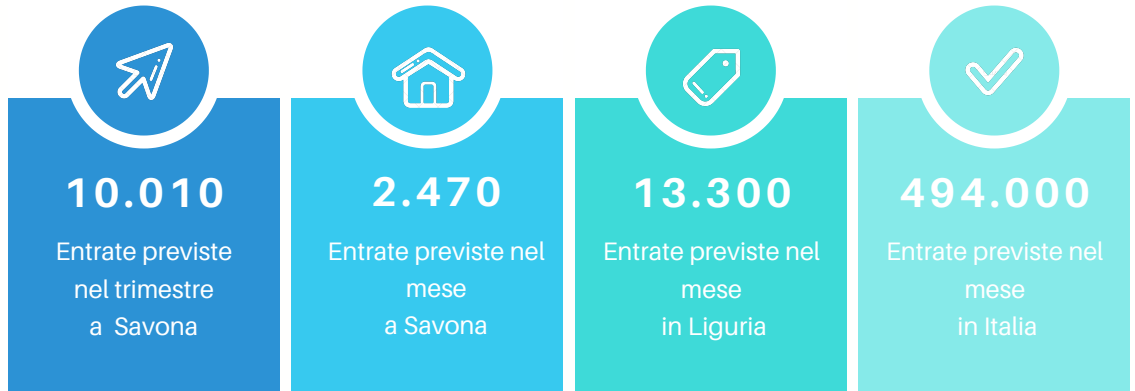 10.010
Entrate previste
nel trimestre
a Savona
2.470
Entrate previste nel
mese
a Savona
13.300
Entrate previste nel
mese
in Liguria
494.000
Entrate previste nel
mese
in Italia